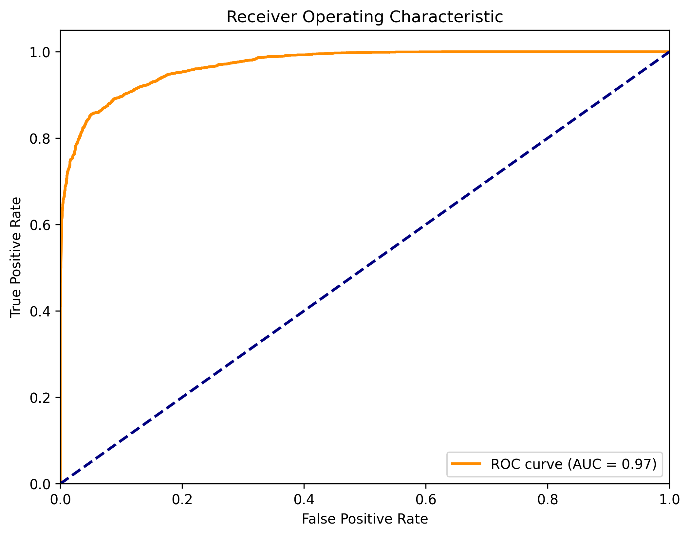 Receiver Operating Characteristic
1.0
0.8
0.6
0.4
0.2
0.0
True Positive Rate
ROC curve (AUC = 0.97)
0.0 0.2 0.4 0.6 0.8 1.0
False Positive Rate